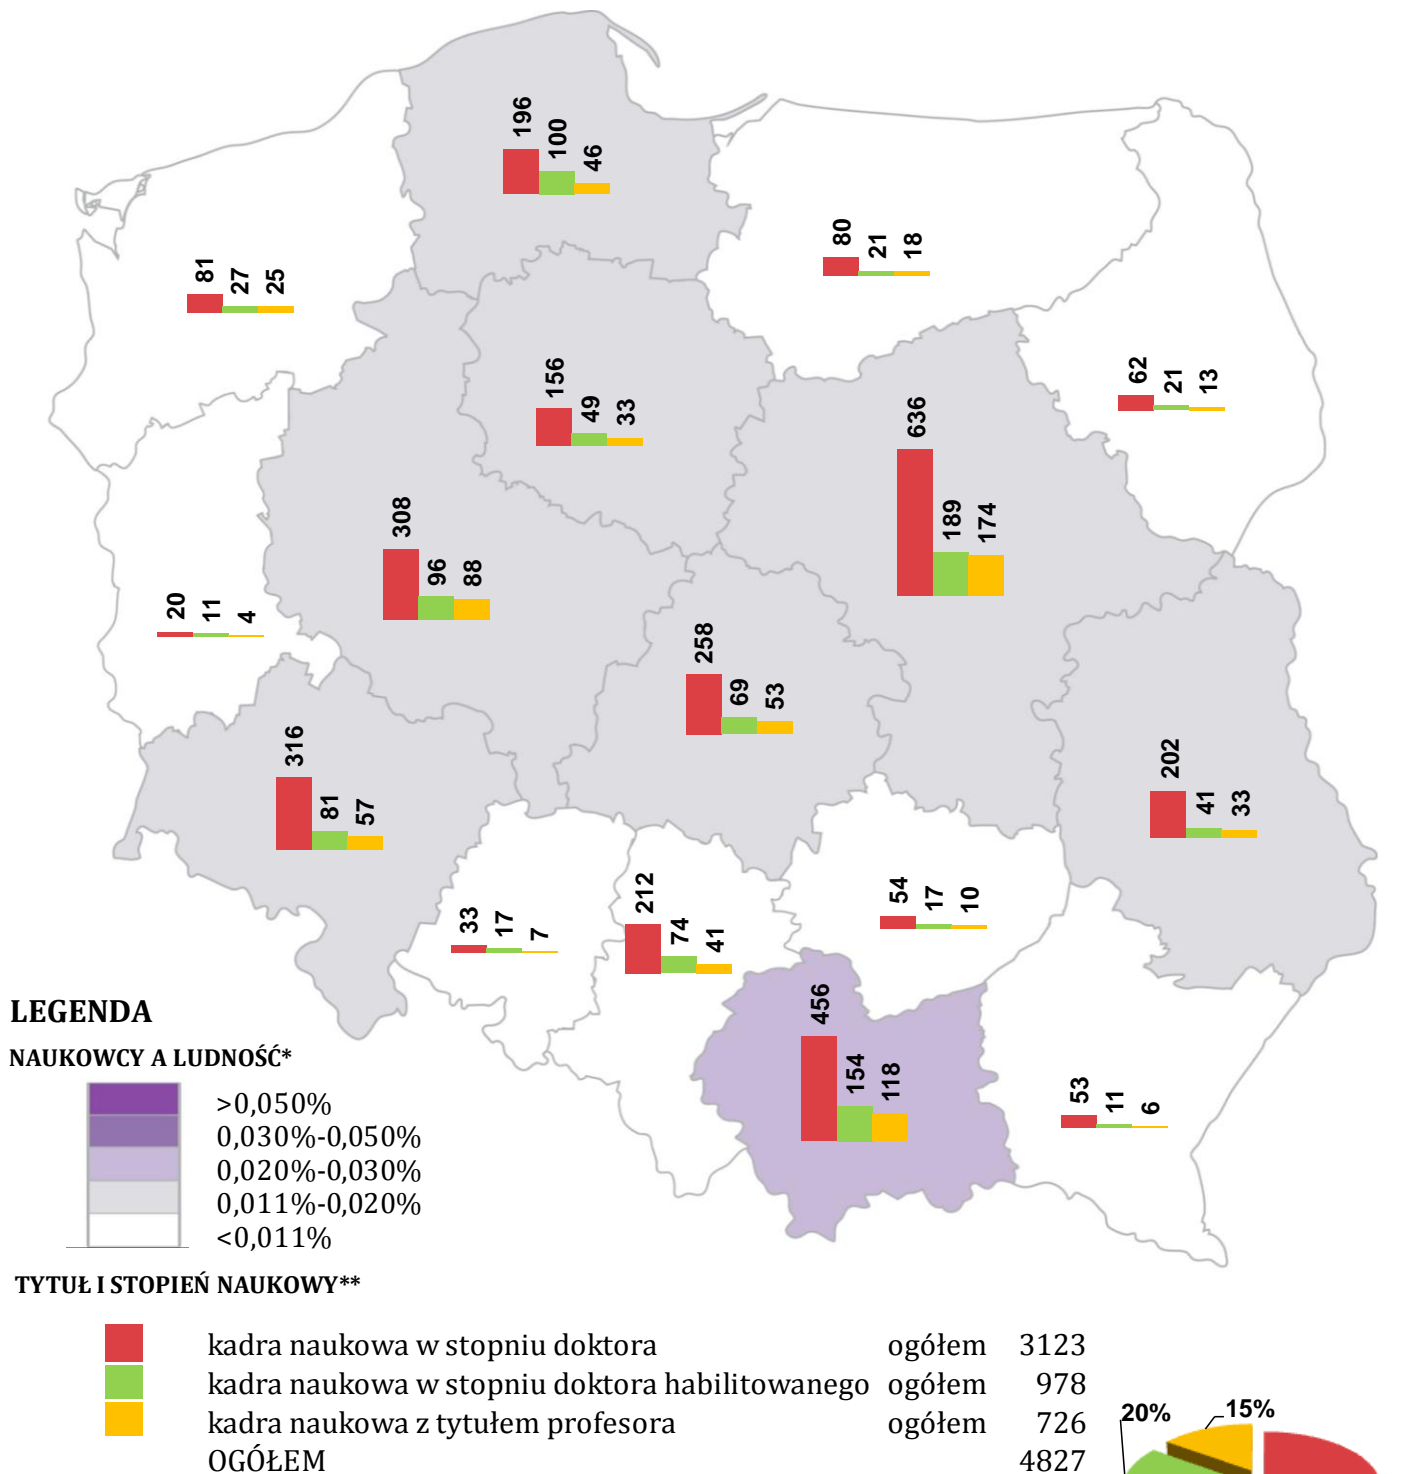 196 100 46
80 21 18
81 27 25
62 21 13
156 49 33
636 189 174
308 96 88
20 11 4
258 69 53
316 81 57
202 41 33
54 17 10
212 74 41
33 17 7
456 154 118
53 11 6
LEGENDA
NAUKOWCY A LUDNOŚĆ*
>0,050%
0,030%-0,050%
0,020%-0,030%
0,011%-0,020%
<0,011%
TYTUŁ I STOPIEŃ NAUKOWY**
kadra naukowa w stopniu doktora ogółem 3123
kadra naukowa w stopniu doktora habilitowanego ogółem 978
kadra naukowa z tytułem profesora ogółem 726
OGÓŁEM 4827
20% 15%